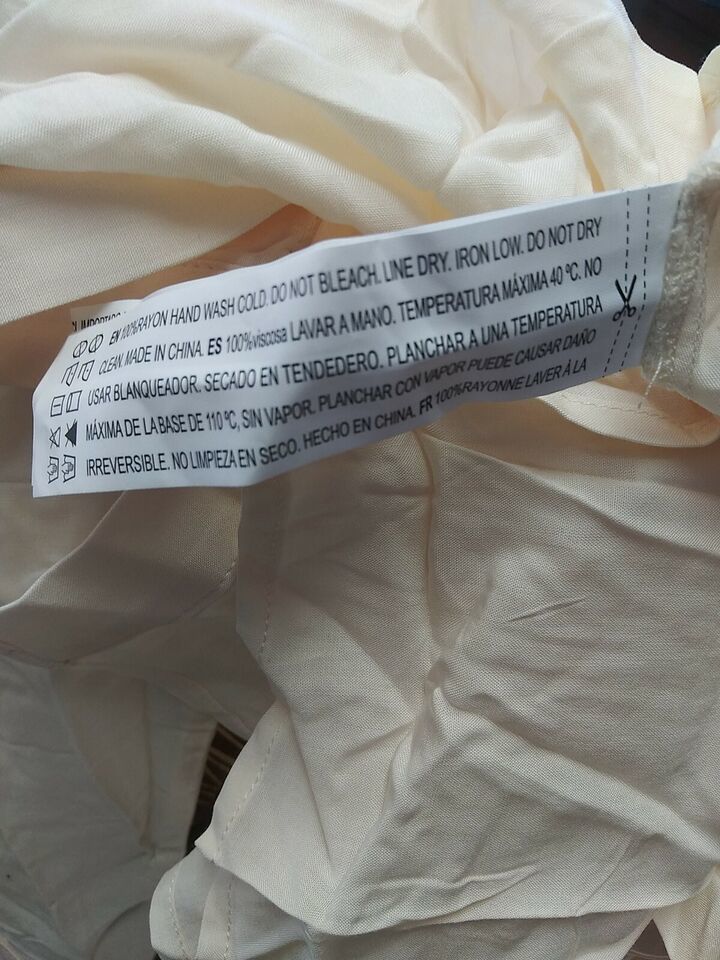 EN 100%RAYON HAND WASH COLD. DO NOT BLEACH. LINE DRY. IRON LOW. DO NOT DRY
CLEAN. MADE IN CHINA. ES 100%viscosa LAVAR A MANO. TEMPERATURA MÁXIMA 40 ºC. NO
USAR BLANQUEADOR. SECADO EN TENDEDERO. PLANCHAR A UNA TEMPERATURA
MÁXIMA DE LA BASE DE 110 ºC, SIN VAPOR. PLANCHAR CON VAPOR PUEDE CAUSAR DAÑO
IRREVERSIBLE. NO LIMPIEZA EN SECO. HECHO EN CHINA. FR 100%RAYONNE LAVER À LA